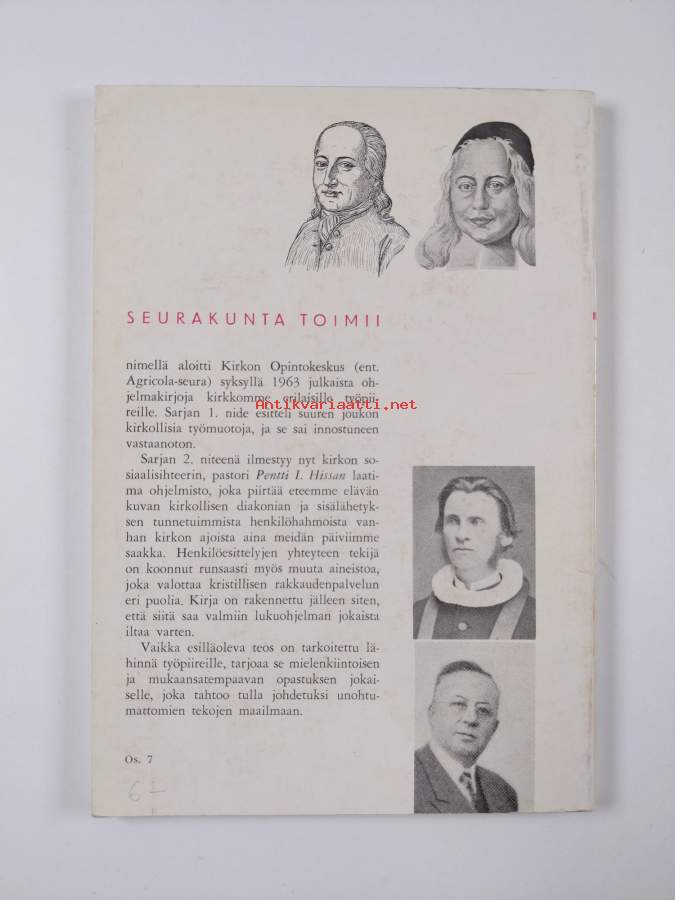 SEURAKUNTA TOIMII
nimellä aloitti Kirkon Opintokeskus (ent.
Agricola-seura) syksyllä 1963 julkaista oh-
jelmakirjoja kirkkomme erilaisille työpii-
reille. Sarjan 1. nide esitteli suuren joukon
kirkollisia työmuotoja, ja se sai innostuneen
vastaanoton.
Antikvariaatti.net
Sarjan 2. niteenä ilmestyy nyt kirkon so-
siaalisihteerin, pastori Pentti I. Hissan laati-
ma ohjelmisto, joka piirtää eteemme elävän
kuvan kirkollisen diakonian ja sisälähetyk-
sen tunnetuimmista henkilöhahmoista van-
han kirkon ajoista aina meidän päiviimme
saakka. Henkilöesittelyjen yhteyteen tekijä
on koonnut runsaasti myös muuta aineistoa,
joka valottaa kristillisen rakkaudenpalvelun
eri puolia. Kirja on rakennettu jälleen siten,
että siitä saa valmiin lukuohjelman jokaista
iltaa varten.
Vaikka esilläoleva teos on tarkoitettu lä-
hinnä työpiireille, tarjoaa se mielenkiintoisen
ja mukaansatempaavan opastuksen jokai-
selle, joka tahtoo tulla johdetuksi unohtu-
mattomien tekojen maailmaan.
Os. 7
6-